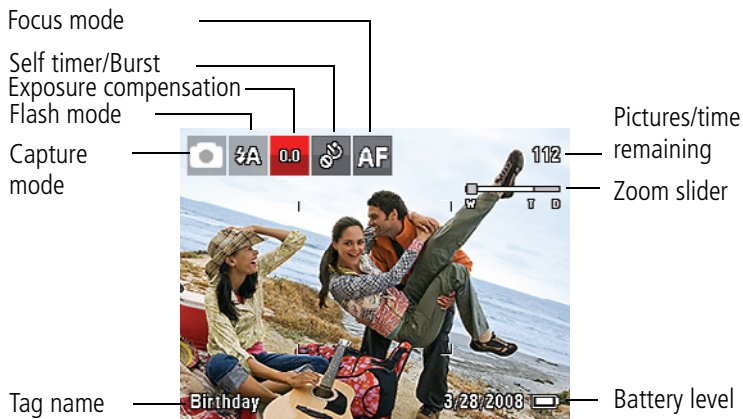 Focus mode
Self timer/Burst
Exposure compensation
Flash mode
Capture
mode
Pictures/time
remaining
Zoom slider
ϟA 0.0 AF
112
W T D
Tag name
Birthday
3/28/2008
Battery level